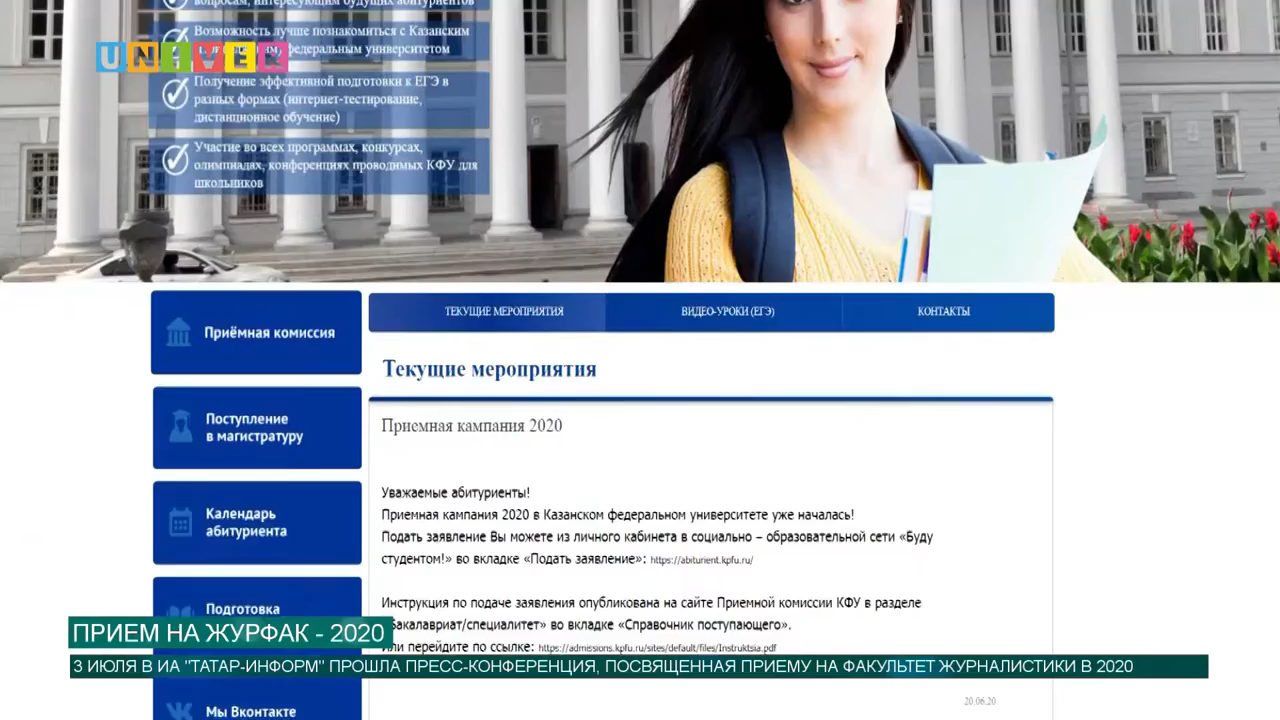 вопросам, интересующим будущих абитуриентов
Возможность лучше познакомиться с Казанским
федеральным университетом
UNIVER
Получение эффективной подготовки к ЕГЭ в
разных формах (интернет-тестирование,
дистанционное обучение)
Участие во всех программах, конкурсах,
олимпиадах, конференциях проводимых КФУ для
школьников
Приёмная комиссия
Поступление
в магистратуру
Календарь
абитуриента
Подготовка
Мы Вконтакте
ТЕКУЩИЕ МЕРОПРИЯТИЯ
ВИДЕО-УРОКИ (ЕГЭ)
КОНТАКТЫ
Текущие мероприятия
Приемная кампания 2020
Уважаемые абитуриенты!
Приемная кампания 2020 в Казанском федеральном университете уже началась!
Подать заявление Вы можете из личного кабинета в социально – образовательной сети «Буду
студентом!» во вкладке «Подать заявление»: https://abiturient.kpfu.ru/
Инструкция по подаче заявления опубликована на сайте Приемной комиссии КФУ в разделе
«Бакалавриат/специалитет» во вкладке «Справочник поступающего».
Или перейдите по ссылке: https://admissions.kpfu.ru/sites/default/files/Instruktsia.pdf
20.06.20
ПРИЕМ НА ЖУРФАК - 2020
3 ИЮЛЯ В ИА "ТАТАР-ИНФОРМ" ПРОШЛА ПРЕСС-КОНФЕРЕНЦИЯ, ПОСВЯЩЕННАЯ ПРИЕМУ НА ФАКУЛЬТЕТ ЖУРНАЛИСТИКИ В 2020